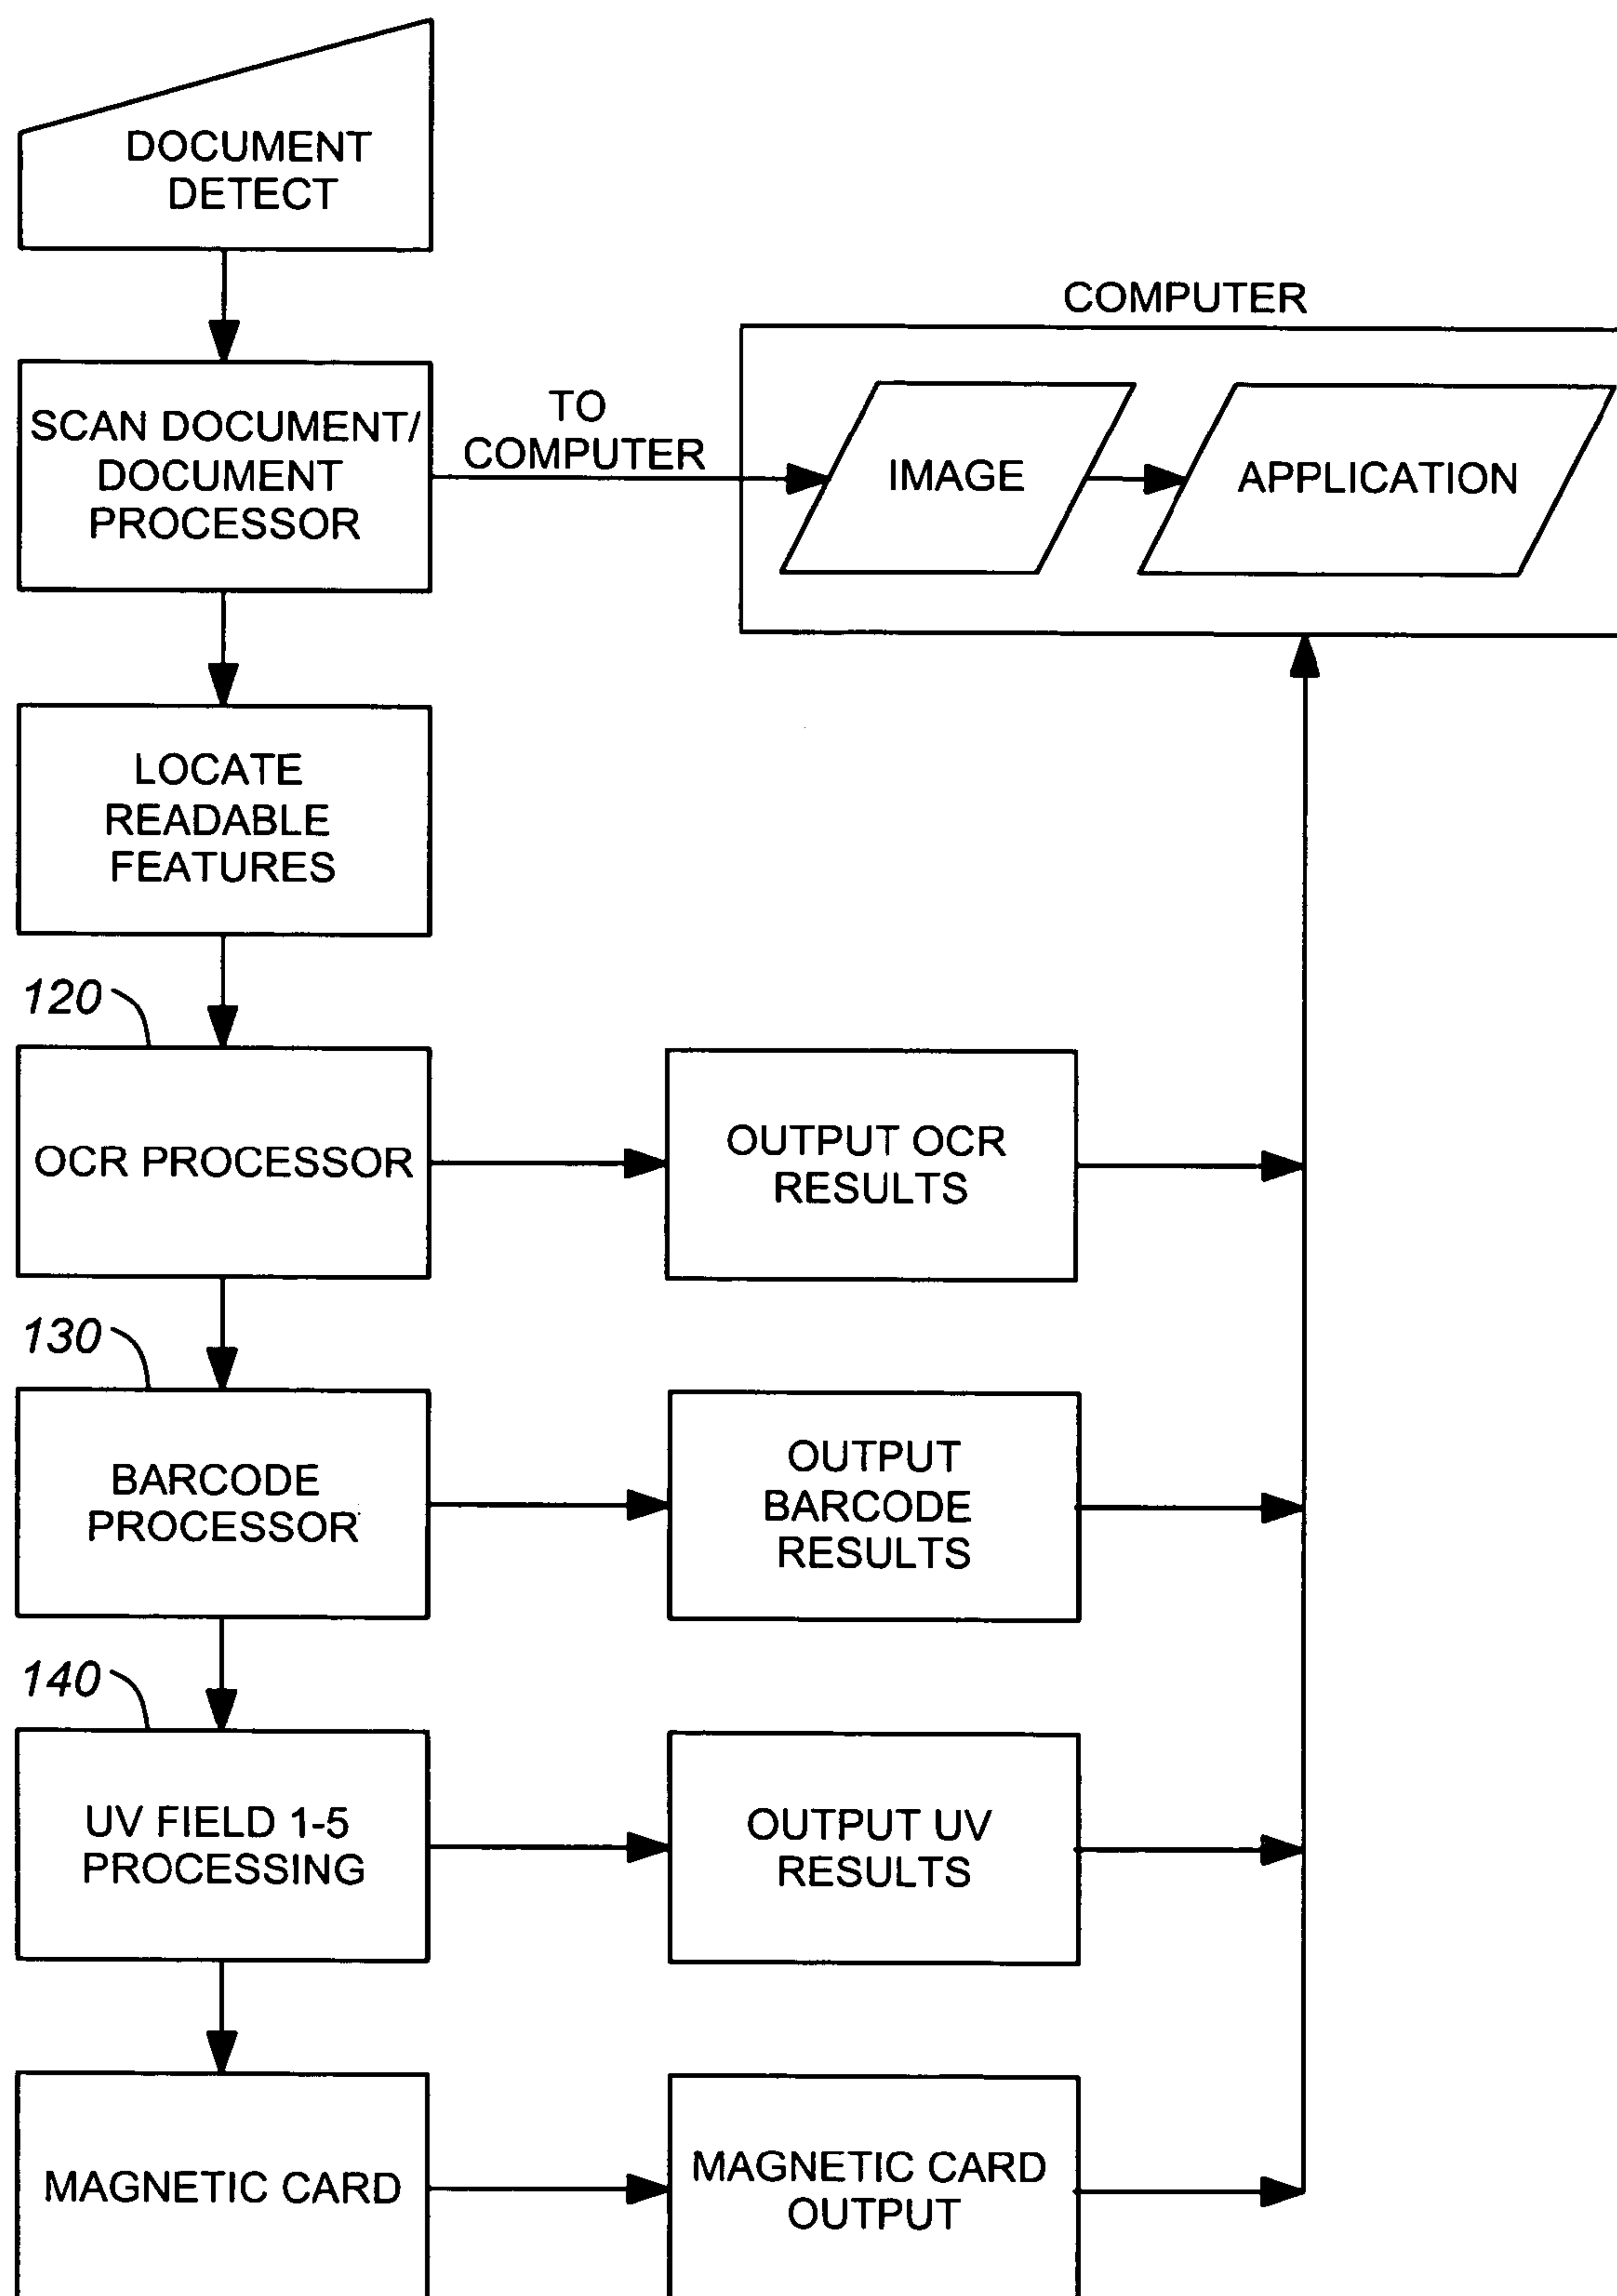 DOCUMENT
DETECT
COMPUTER
SCAN DOCUMENT/
DOCUMENT
PROCESSOR
TO
COMPUTER
IMAGE
APPLICATION
LOCATE
READABLE
FEATURES
120
OCR PROCESSOR
OUTPUT OCR
RESULTS
130
BARCODE
PROCESSOR
OUTPUT
BARCODE
RESULTS
140
UV FIELD 1-5
PROCESSING
OUTPUT UV
RESULTS
MAGNETIC CARD
MAGNETIC CARD
OUTPUT